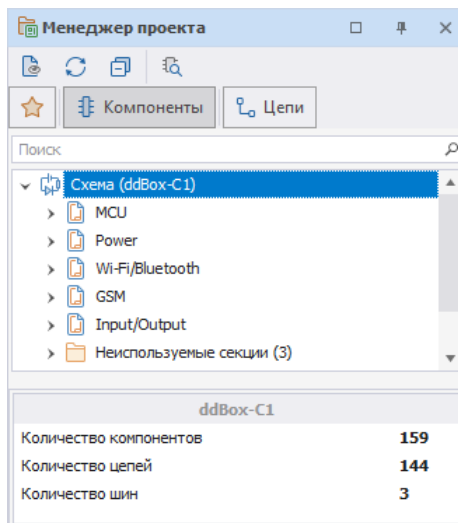 Менеджер проекта
Компоненты
Цепи
Поиск
Схема (ddBox-C1)
MCU
Power
Wi-Fi/Bluetooth
GSM
Input/Output
Неиспользуемые секции (3)
ddBox-C1
Количество компонентов 159
Количество цепей 144
Количество шин 3